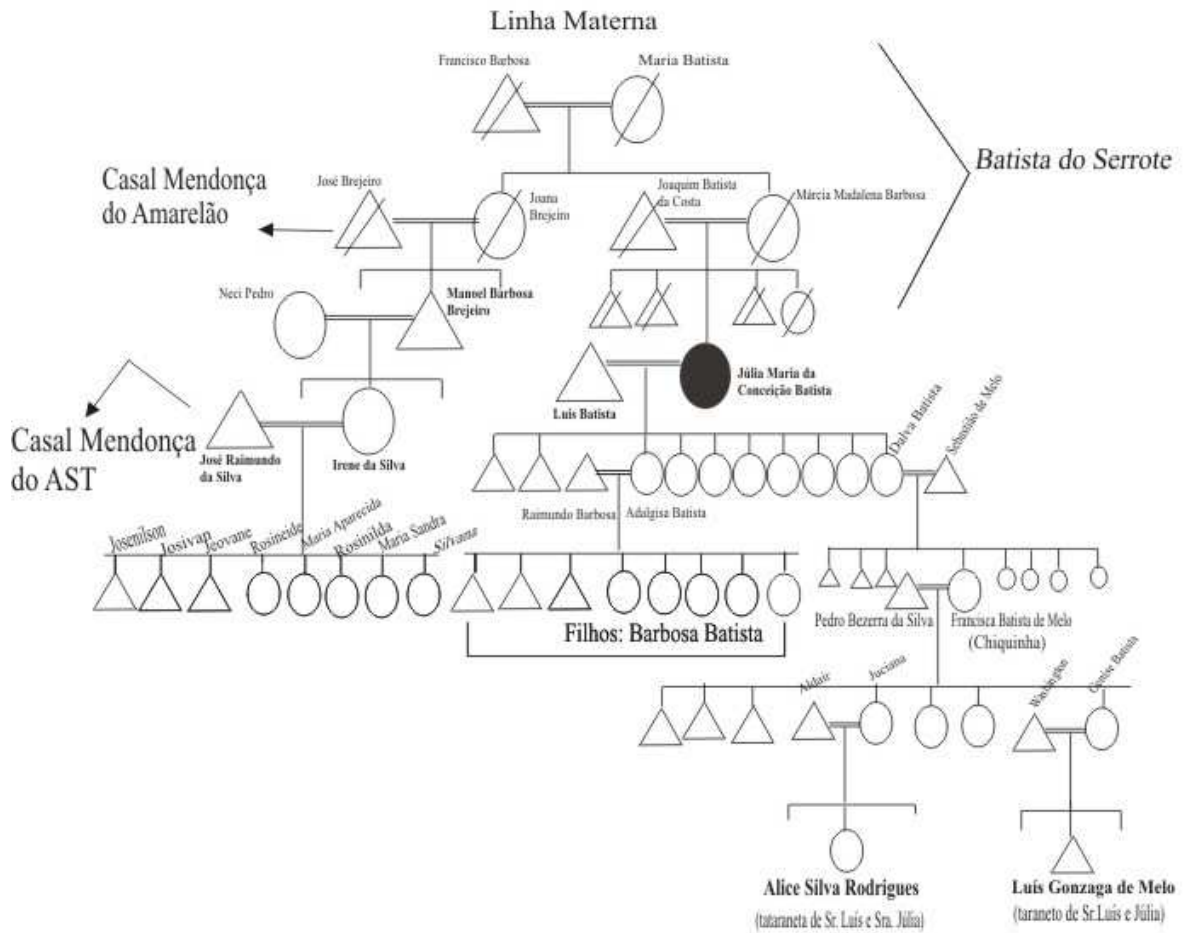 Linha Materna
Francisco Barbosa
Maria Batista
Batista do Serrote
Casal Mendonça
do Amarelão
José Brejeiro
Joana
Brejeiro
Joaquim Batista
da Costa
Márcia Madalena Barbosa
Neci Pedro
Manoel Barbosa
Brejeiro
Júlia Maria da
Conceição Batista
Luis Batista
Casal Mendonça
do AST
José Raimundo
da Silva
Irene da Silva
Dalva Batista
Sebastião de Melo
Raimundo Barbosa
Adalgisa Batista
Josenilson
Josivan
Jeovane
Rosineide
Maria Aparecida
Rosinilda
Maria Sandra
Silvana
Filhos: Barbosa Batista
Pedro Bezerra da Silva
Francisca Batista de Melo
(Chiquinha)
Aldair
Juciana
Washington
Genise Batista
Alice Silva Rodrigues
(tataraneta de Sr. Luís e Sra. Júlia)
Luís Gonzaga de Melo
(taraneto de Sr.Luis e Júlia)